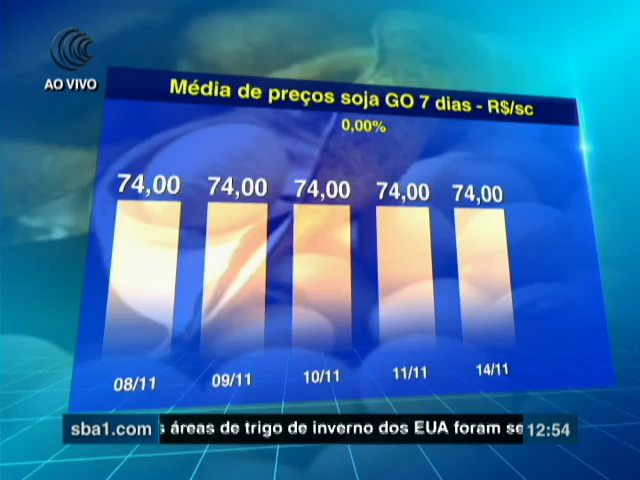 AO VIVO
Média de preços soja GO 7 dias - R$/sc
0,00%
74,00 74,00 74,00 74,00 74,00
08/11 09/11 10/11 11/11 14/11
sba1.com áreas de trigo de inverno dos EUA foram 12:54